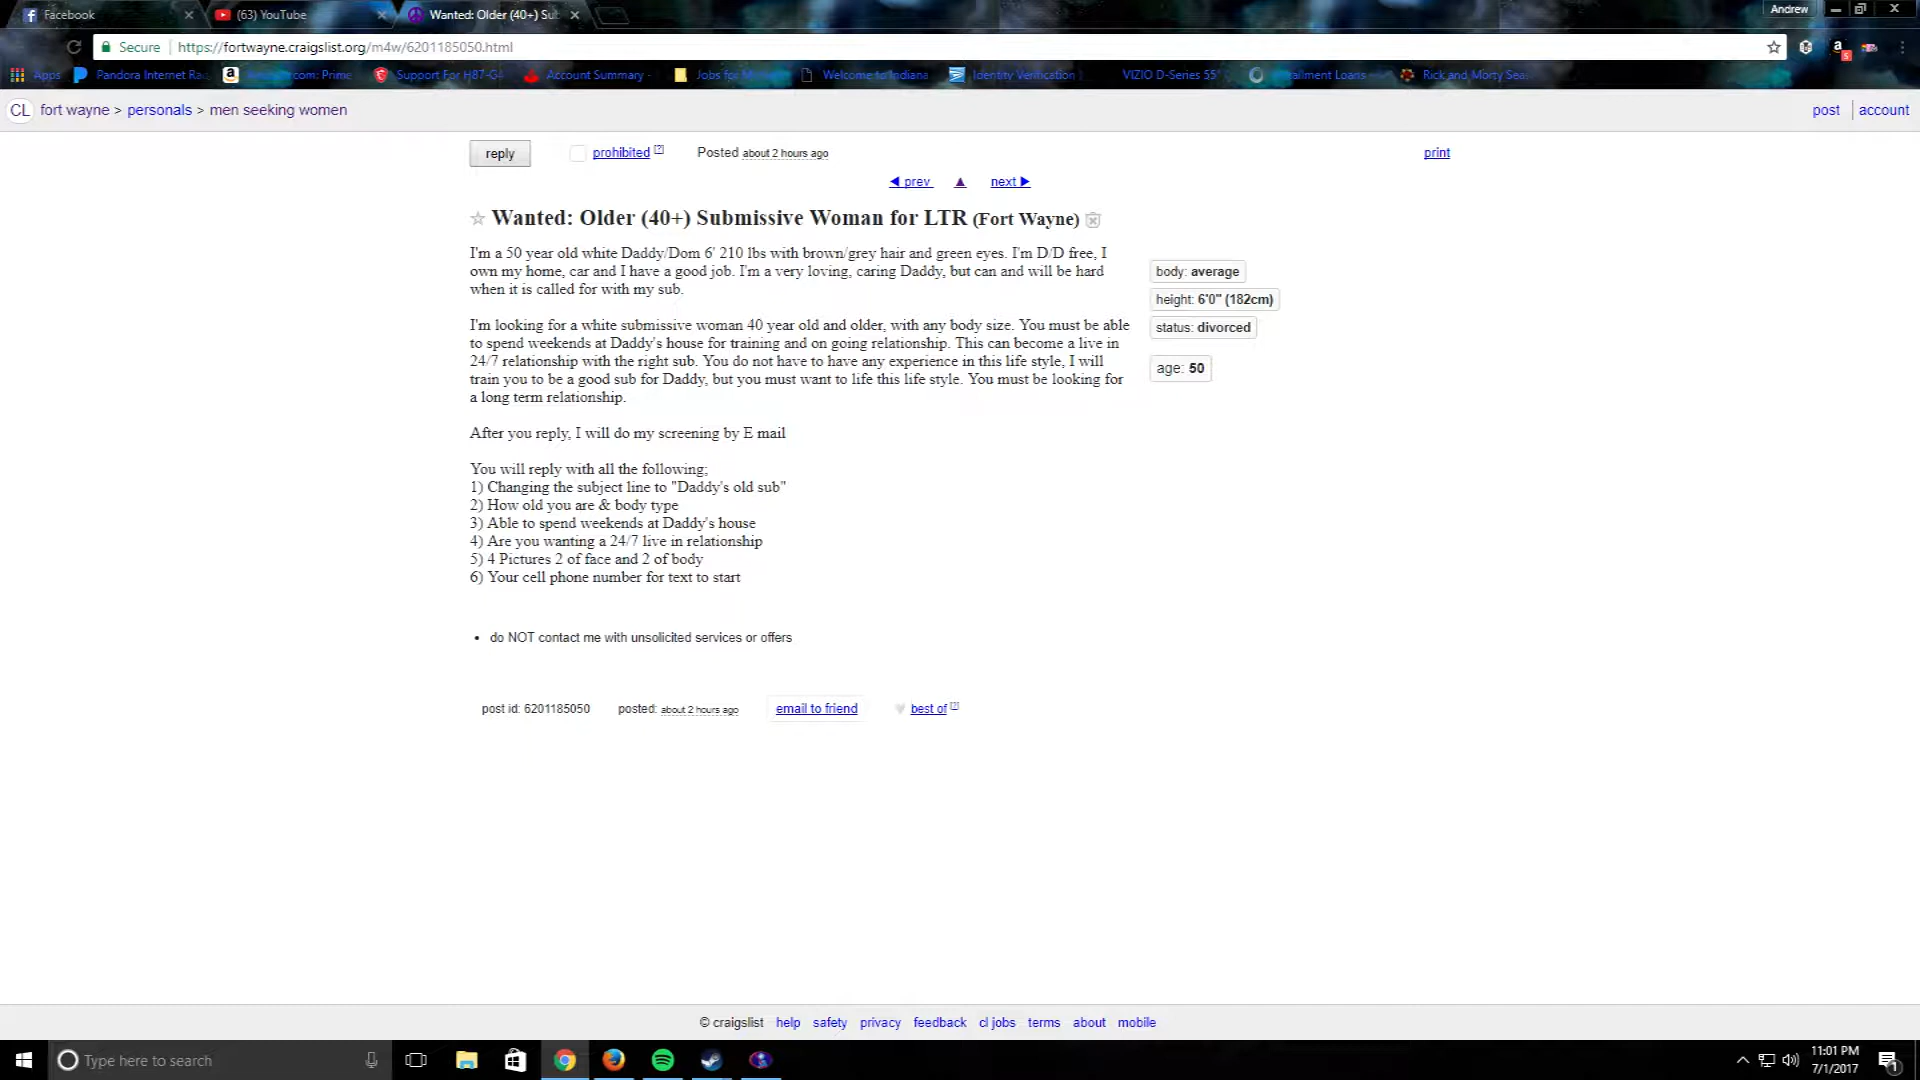 Facebook
(63) YouTube
Wanted: Older (40+) Su
Andrew
Secure | https://fortwayne.craigslist.org/m4w/6201185050.html
Apps
Pandora Internet Ra
.com: Prime
Support For H87-G4
Account Summary -
Jobs for M
Welcome to Indiana
Identity Verification
VIZIO D-Series 55"
allment Loans
Rick and Morty Sea
CL fort wayne > personals > men seeking women
post | account
reply
prohibited [?]
Posted about 2 hours ago
print
◀ prev ▲ next ▶
☆ Wanted: Older (40+) Submissive Woman for LTR (Fort Wayne)
I'm a 50 year old white Daddy/Dom 6' 210 lbs with brown/grey hair and green eyes. I'm D/D free, I
own my home, car and I have a good job. I'm a very loving, caring Daddy, but can and will be hard
when it is called for with my sub.
I'm looking for a white submissive woman 40 year old and older, with any body size. You must be able
to spend weekends at Daddy's house for training and on going relationship. This can become a live in
24/7 relationship with the right sub. You do not have to have any experience in this life style, I will
train you to be a good sub for Daddy, but you must want to life this life style. You must be looking for
a long term relationship.
After you reply, I will do my screening by E mail
You will reply with all the following;
1) Changing the subject line to "Daddy's old sub"
2) How old you are & body type
3) Able to spend weekends at Daddy's house
4) Are you wanting a 24/7 live in relationship
5) 4 Pictures 2 of face and 2 of body
6) Your cell phone number for text to start
body: average
height: 6'0" (182cm)
status: divorced
age: 50
• do NOT contact me with unsolicited services or offers
post id: 6201185050
posted: about 2 hours ago
email to friend
best of [?]
© craigslist help safety privacy feedback cl jobs terms about mobile
Type here to search
11:01 PM
7/1/2017